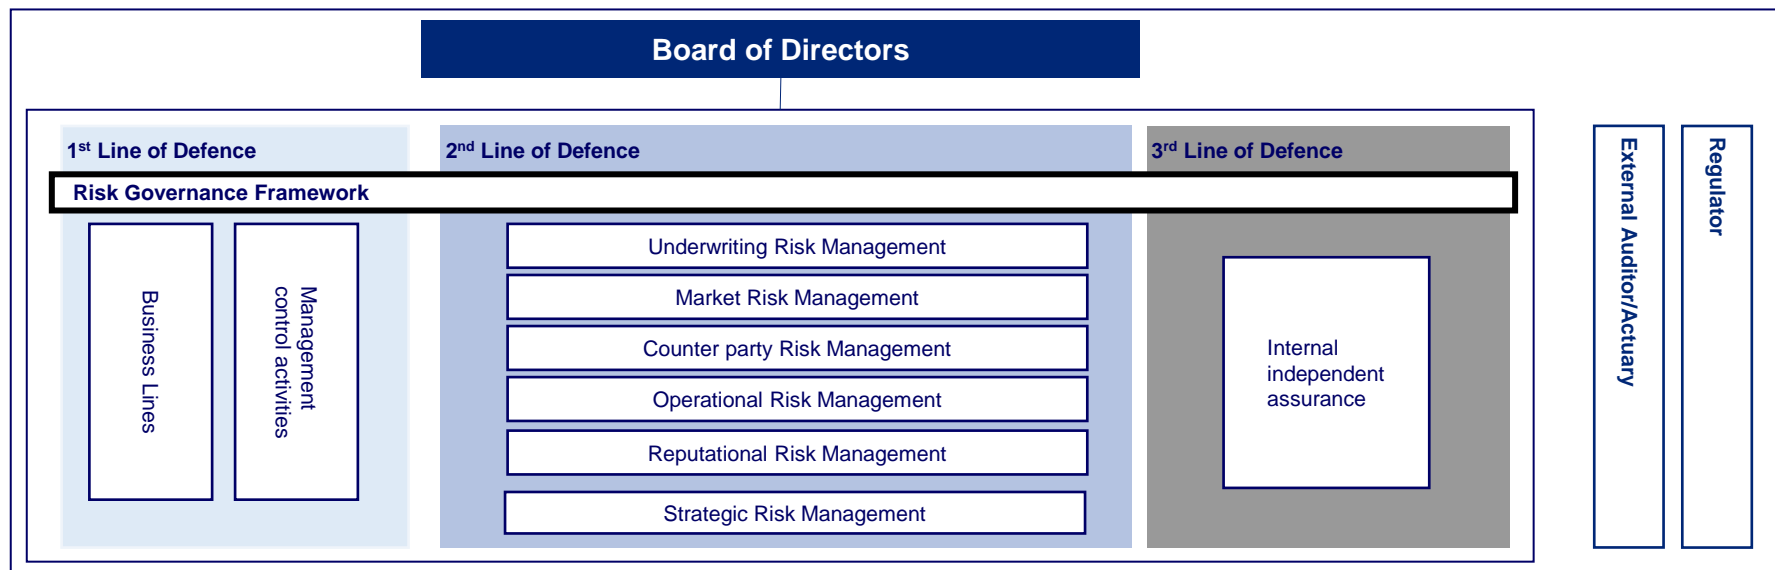 Board of Directors
1st Line of Defence
2nd Line of Defence
3rd Line of Defence
Risk Governance Framework
Business Lines
Management
control activities
Underwriting Risk Management
Market Risk Management
Counter party Risk Management
Operational Risk Management
Reputational Risk Management
Strategic Risk Management
Internal
independent
assurance
External Auditor/Actuary
Regulator